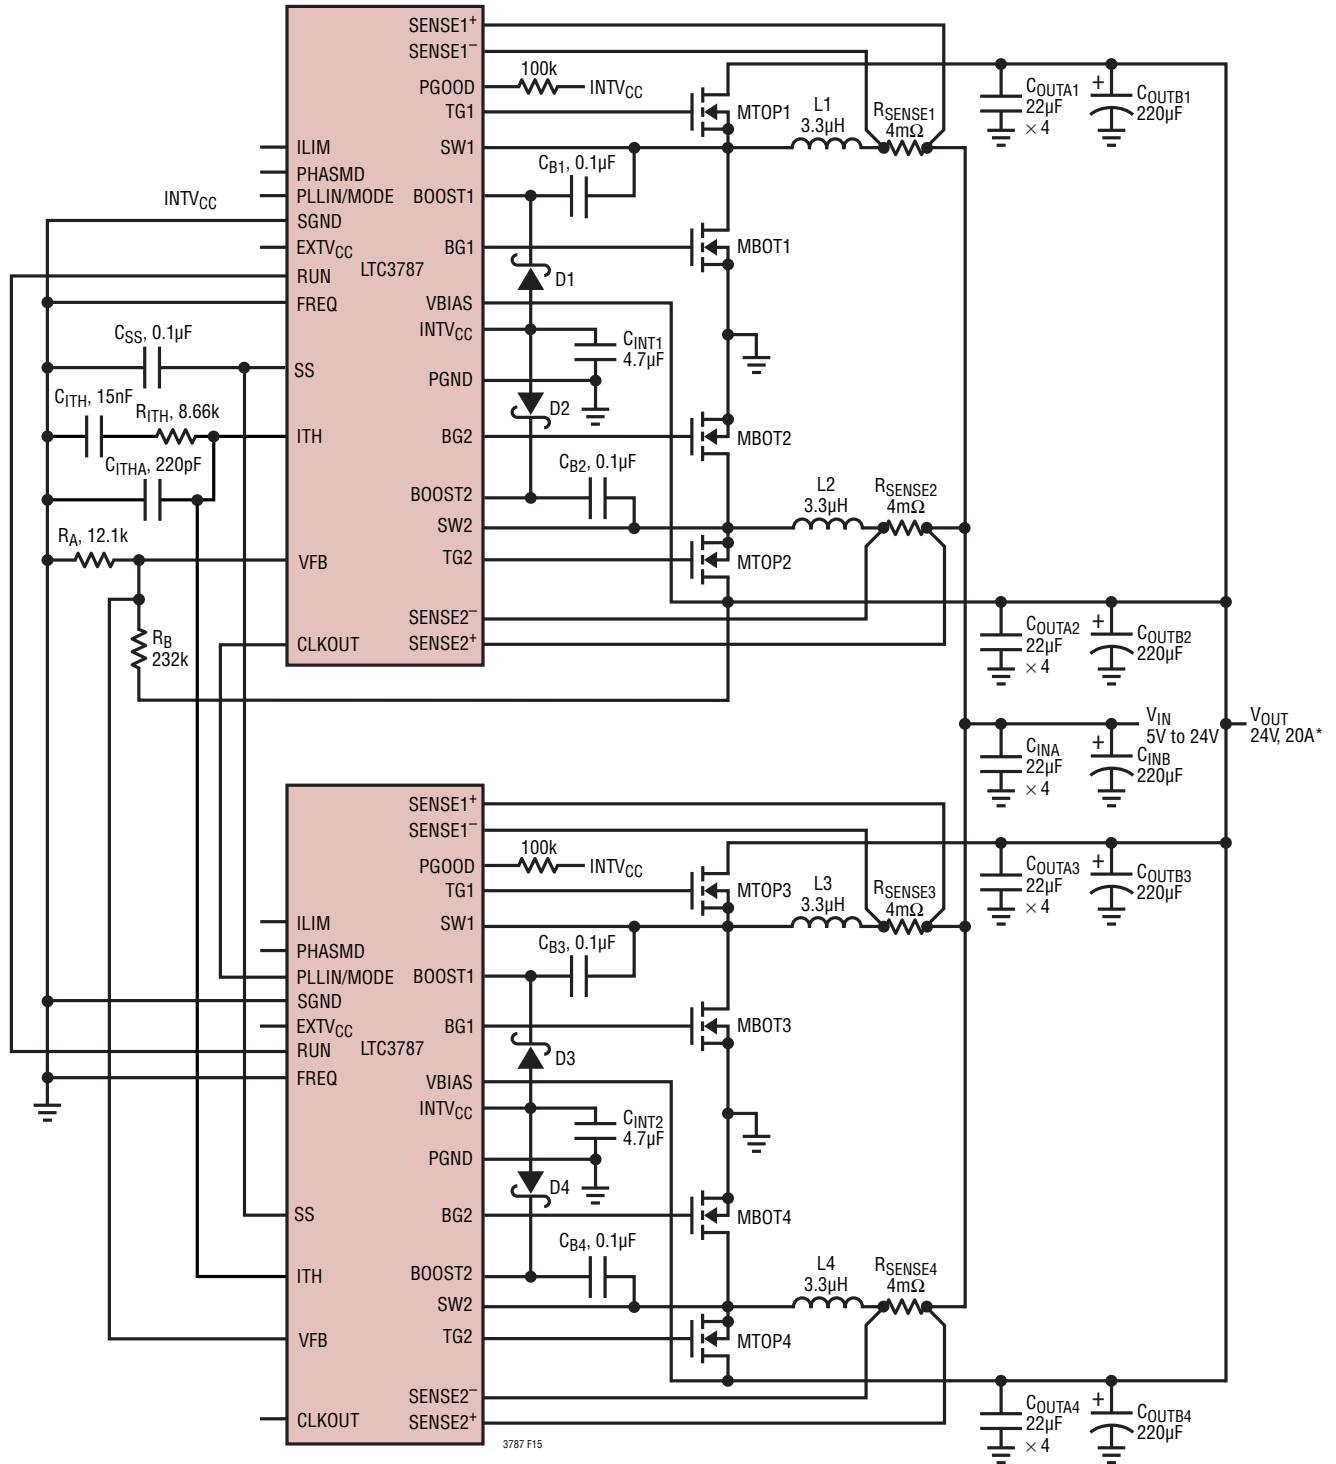 SENSE1+
SENSE1–
PGOOD
100k
INTVCC
TG1
MTOP1
L1
3.3µH
RSENSE1
4mΩ
COUTA1
22µF
× 4
+
COUTB1
220µF
ILIM
PHASMD
PLLIN/MODE
INTVCC
SGND
EXTVCC
RUN
FREQ
LTC3787
SW1
CB1, 0.1µF
BOOST1
BG1
MBOT1
D1
VBIAS
INTVCC
CINT1
4.7µF
PGND
D2
CSS, 0.1µF
SS
CITH, 15nF
RITH, 8.66k
ITH
CITHA, 220pF
BG2
MBOT2
CB2, 0.1µF
BOOST2
SW2
L2
3.3µH
RSENSE2
4mΩ
RA, 12.1k
VFB
TG2
MTOP2
SENSE2–
SENSE2+
RB
232k
CLKOUT
COUTA2
22µF
× 4
+
COUTB2
220µF
VIN
5V to 24V
VOUT
24V, 20A*
CINA
22µF
× 4
+
CINB
220µF
SENSE1+
SENSE1–
PGOOD
100k
INTVCC
TG1
MTOP3
L3
3.3µH
RSENSE3
4mΩ
COUTA3
22µF
× 4
+
COUTB3
220µF
ILIM
PHASMD
PLLIN/MODE
SGND
EXTVCC
RUN
FREQ
LTC3787
SW1
CB3, 0.1µF
BOOST1
BG1
MBOT3
D3
VBIAS
INTVCC
CINT2
4.7µF
PGND
D4
SS
BG2
MBOT4
CB4, 0.1µF
ITH
BOOST2
SW2
L4
3.3µH
RSENSE4
4mΩ
VFB
TG2
MTOP4
SENSE2–
SENSE2+
CLKOUT
COUTA4
22µF
× 4
+
COUTB4
220µF
3787 F15